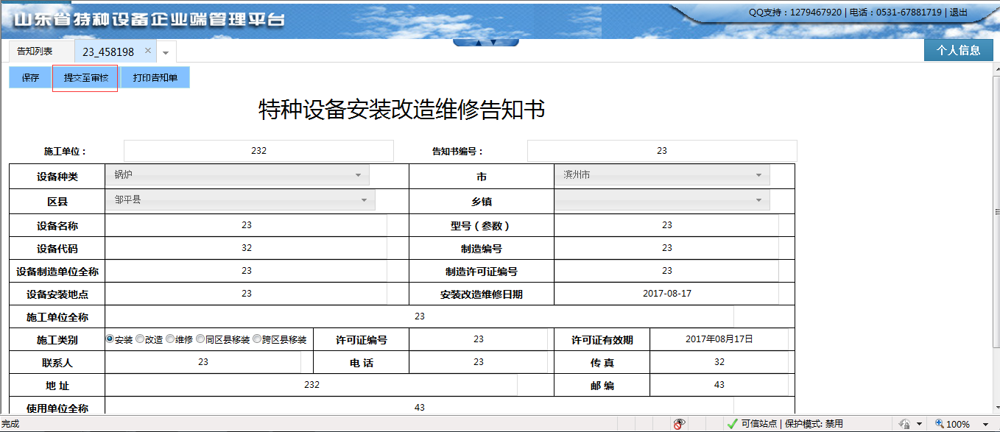 山东省特种设备企业端管理平台
QQ支持：1279467920 | 电话：0531-67881719 | 退出
告知列表 23_458198 × 个人信息
保存 提交至审核 打印告知单
特种设备安装改造维修告知书
施工单位： 232 告知书编号： 23
设备种类 锅炉 市 滨州市
区县 邹平县 乡镇
设备名称 23 型号（参数） 23
设备代码 32 制造编号 23
设备制造单位全称 23 制造许可证编号 23
设备安装地点 23 安装改造维修日期 2017-08-17
施工单位全称 23
施工类别 安装 改造 维修 同区县移装 跨区县移装 许可证编号 23 许可证有效期 2017年08月17日
联系人 23 电 话 23 传 真 32
地 址 232 邮 编 43
使用单位全称 43
完成 可信站点 | 保护模式: 禁用 100%